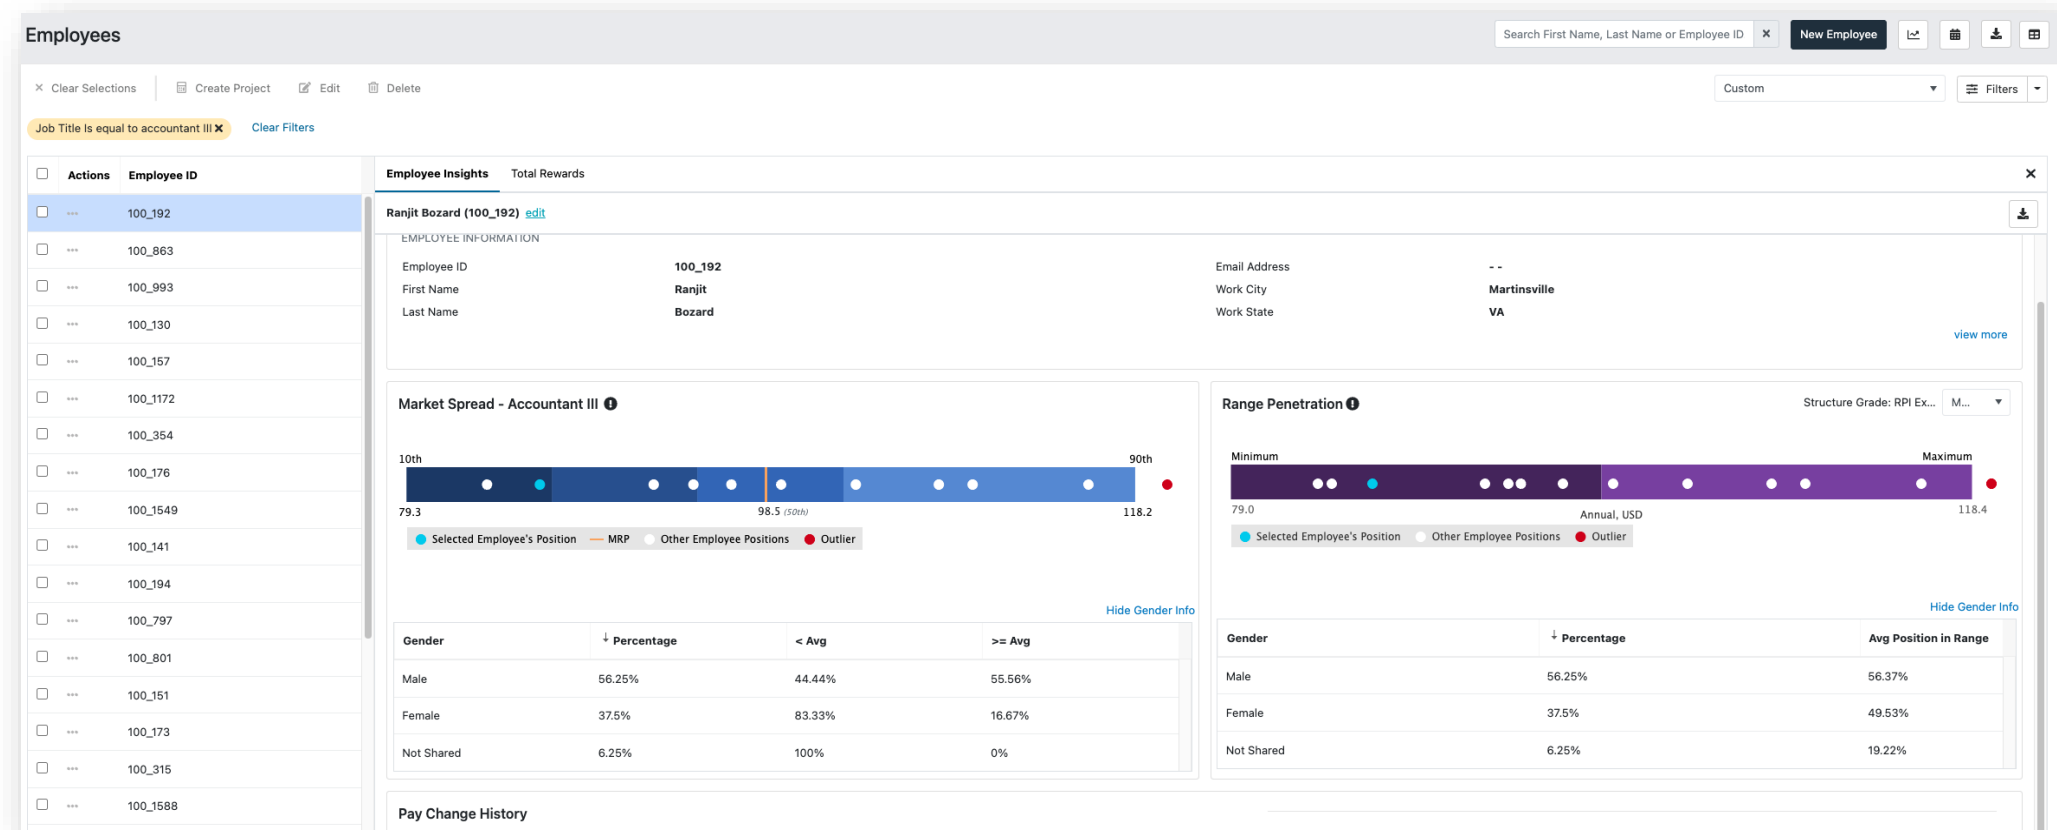 Employees
Search First Name, Last Name or Employee ID
New Employee
Clear Selections
Create Project
Edit
Delete
Custom
Filters
Job Title Is equal to accountant III
Clear Filters
Actions
Employee ID
100_192
100_863
100_993
100_130
100_157
100_1172
100_354
100_176
100_1549
100_141
100_194
100_797
100_801
100_151
100_173
100_315
100_1588
Employee Insights
Total Rewards
Ranjit Bozard (100_192) edit
EMPLOYEE INFORMATION
Employee ID 100_192
First Name Ranjit
Last Name Bozard
Email Address - -
Work City Martinsville
Work State VA
view more
Market Spread - Accountant III
10th 90th
79.3 98.5 (50th) 118.2
Selected Employee's Position MRP Other Employee Positions Outlier
Hide Gender Info
Gender Percentage < Avg >= Avg
Male 56.25% 44.44% 55.56%
Female 37.5% 83.33% 16.67%
Not Shared 6.25% 100% 0%
Range Penetration
Structure Grade: RPI Ex... M...
Minimum Maximum
79.0 118.4
Annual, USD
Selected Employee's Position Other Employee Positions Outlier
Hide Gender Info
Gender Percentage Avg Position in Range
Male 56.25% 56.37%
Female 37.5% 49.53%
Not Shared 6.25% 19.22%
Pay Change History